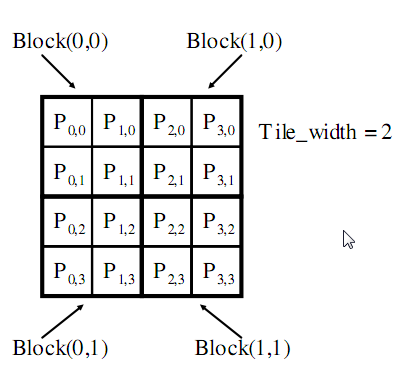 Block(0,0) Block(1,0)
P0,0 P1,0 P2,0 P3,0 Tile_width = 2
P0,1 P1,1 P2,1 P3,1
P0,2 P1,2 P2,2 P3,2
P0,3 P1,3 P2,3 P3,3
Block(0,1) Block(1,1)